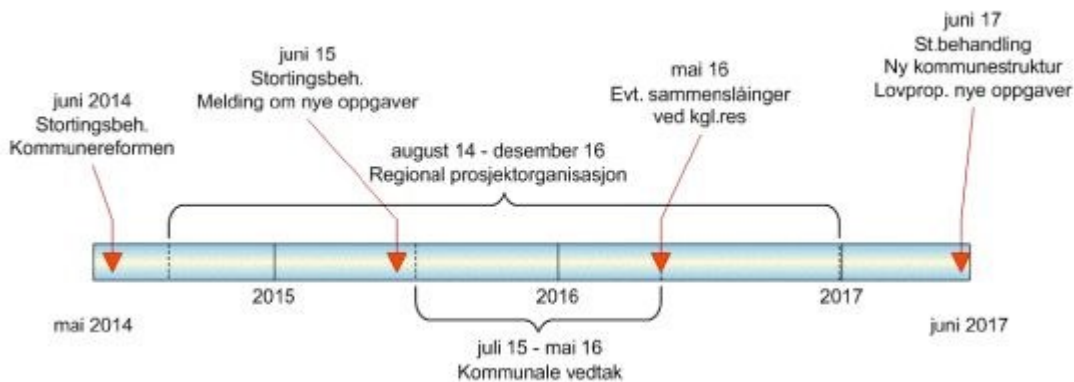 juni 2014
Stortingsbeh.
Kommunereformen
juni 15
Stortingsbeh.
Melding om nye oppgaver
august 14 - desember 16
Regional prosjektorganisasjon
mai 16
Evt. sammenslåinger
ved kgl.res
juni 17
St.behandling
Ny kommunestruktur
Lovprop. nye oppgaver
2015
2016
2017
mai 2014
juni 2017
juli 15 - mai 16
Kommunale vedtak